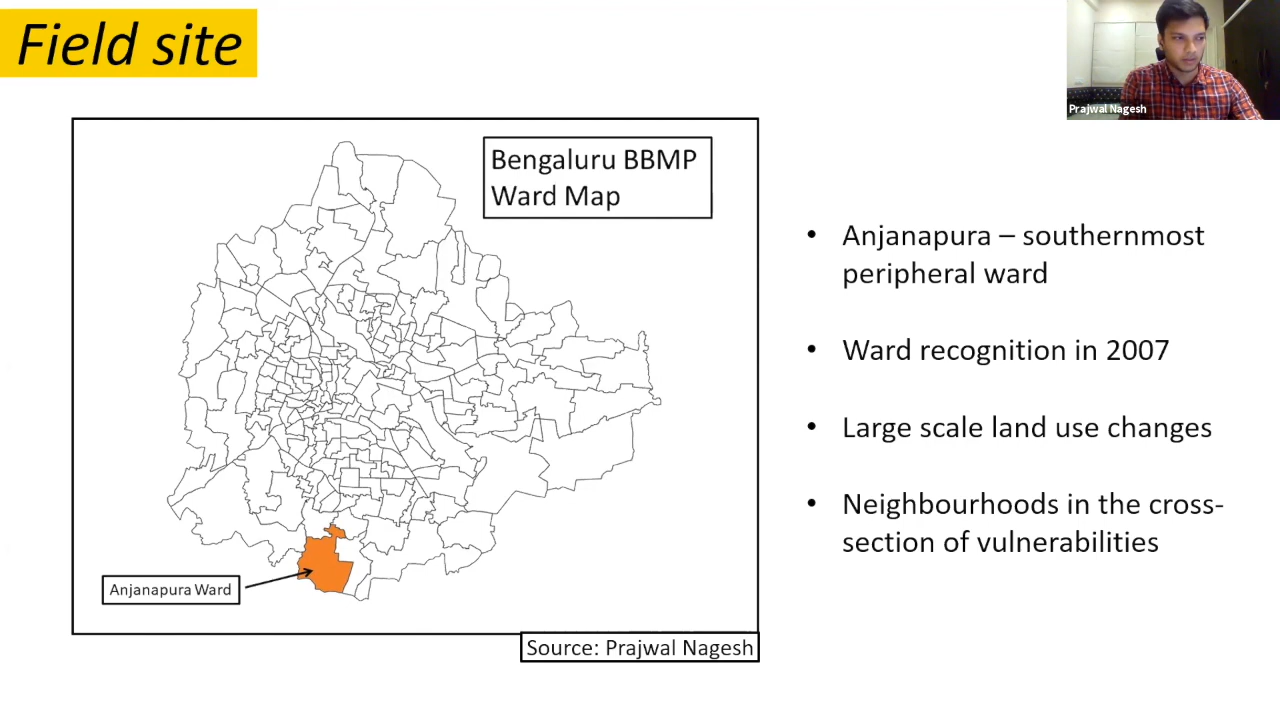 Field site
Prajwal Nagesh
Bengaluru BBMP
Ward Map
Anjanapura Ward
Source: Prajwal Nagesh
• Anjanapura – southernmost
peripheral ward
• Ward recognition in 2007
• Large scale land use changes
• Neighbourhoods in the cross-
section of vulnerabilities